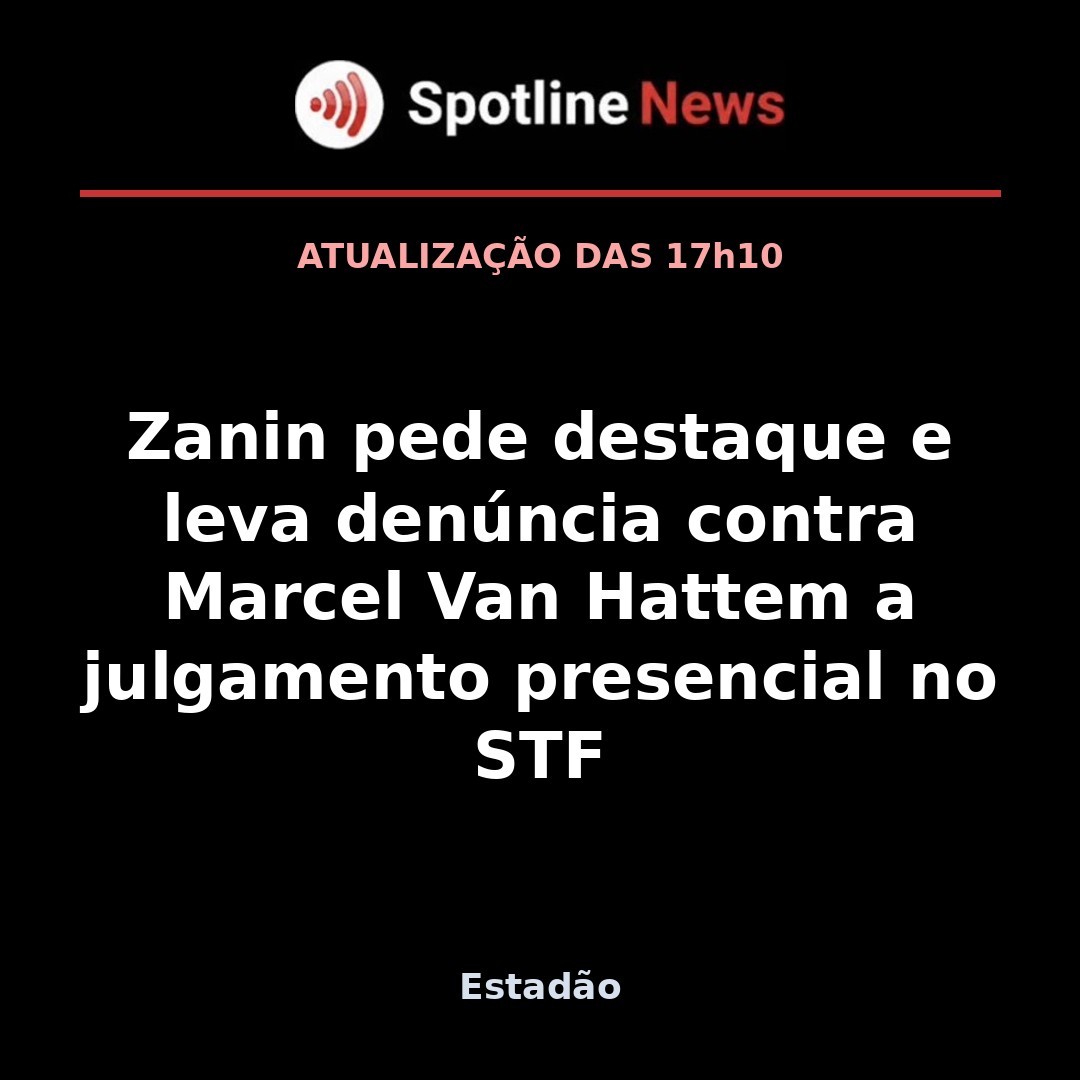 Spotline News
ATUALIZAÇÃO DAS 17h10
Zanin pede destaque e
leva denúncia contra
Marcel Van Hattem a
julgamento presencial no
STF
Estadão